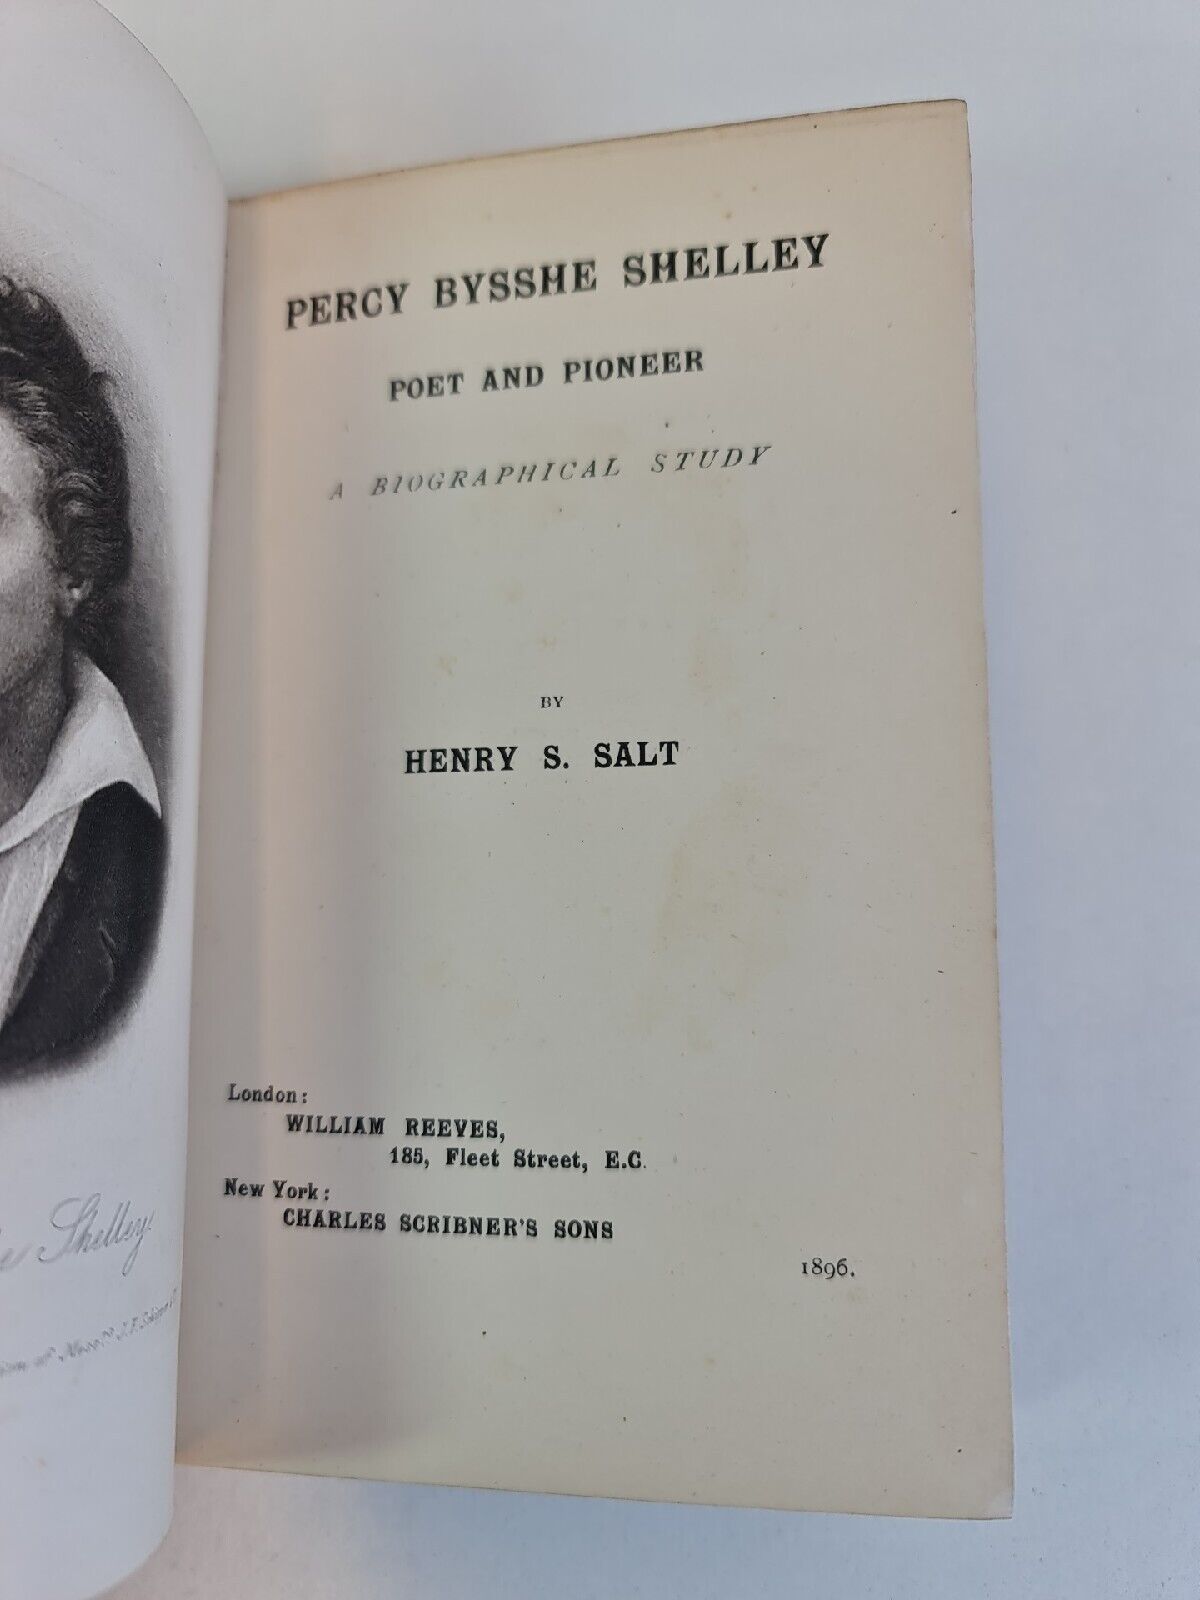 PERCY BYSSHE SHELLEY
POET AND PIONEER
A BIOGRAPHICAL STUDY
BY
HENRY S. SALT
London:
WILLIAM REEVES,
185, Fleet Street, E.C.
New York:
CHARLES SCRIBNER'S SONS
1896.
Shelley